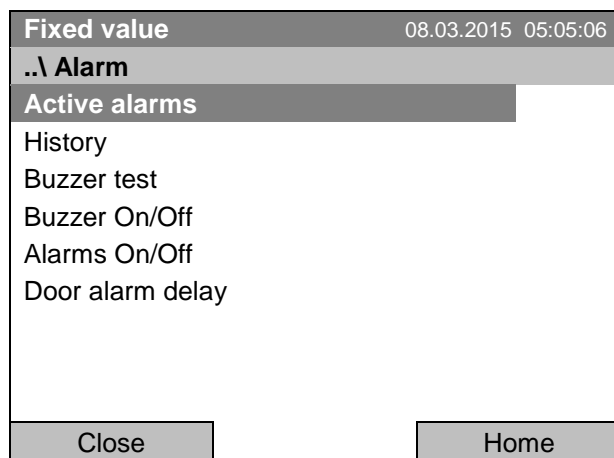 Fixed value 08.03.2015 05:05:06
..\ Alarm
Active alarms
History
Buzzer test
Buzzer On/Off
Alarms On/Off
Door alarm delay
Close Home